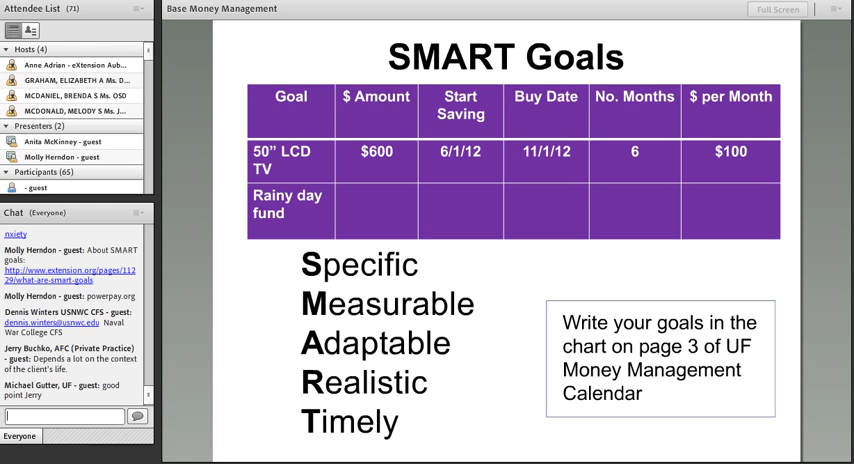 Attendee List (71)
Hosts (4)
Anne Adrian - eXtension Aub...
GRAHAM, ELIZABETH A Ms. D...
MCDANIEL, BRENDA S Ms. OSD
MCDONALD, MELODY S Ms. J...
Presenters (2)
Anita McKinney - guest
Molly Herndon - guest
Participants (65)
- guest
Chat (Everyone)
nxiety
Molly Herndon - guest: About SMART
goals:
http://www.extension.org/pages/112
29/what-are-smart-goals
Molly Herndon - guest: powerpay.org
Dennis Winters USNWC CFS - guest:
dennis.winters@usnwc.edu Naval
War College CFS
Jerry Buchko, AFC (Private Practice)
- guest: Depends a lot on the context
of the client's life.
Michael Gutter, UF - guest: good
point Jerry
Everyone
Base Money Management
Full Screen
SMART Goals
Goal $ Amount Start Saving Buy Date No. Months $ per Month
50” LCD TV $600 6/1/12 11/1/12 6 $100
Rainy day fund
Specific
Measurable
Adaptable
Realistic
Timely
Write your goals in the
chart on page 3 of UF
Money Management
Calendar